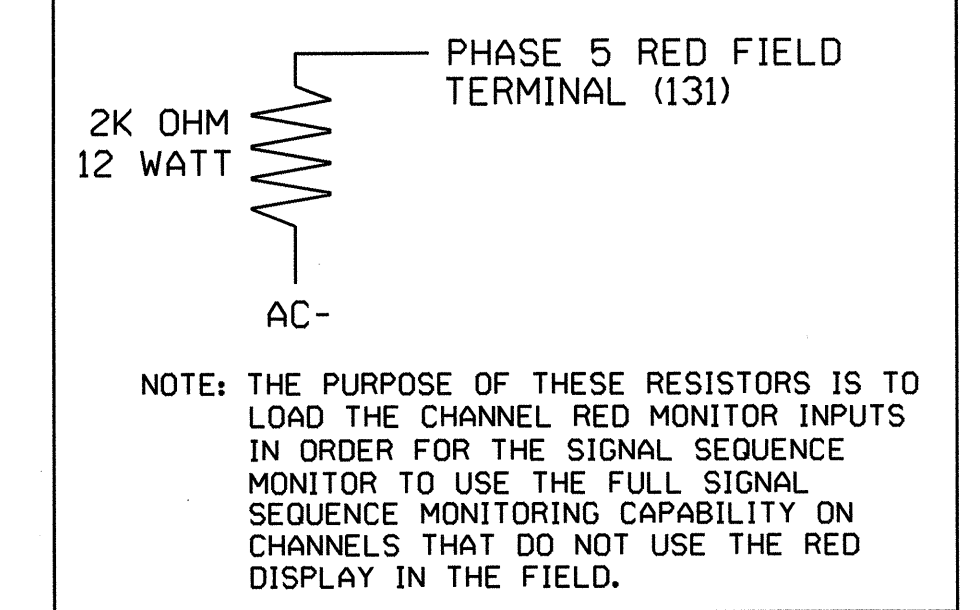 PHASE 5 RED FIELD
TERMINAL (131)
2K OHM
12 WATT
AC-
NOTE: THE PURPOSE OF THESE RESISTORS IS TO
LOAD THE CHANNEL RED MONITOR INPUTS
IN ORDER FOR THE SIGNAL SEQUENCE
MONITOR TO USE THE FULL SIGNAL
SEQUENCE MONITORING CAPABILITY ON
CHANNELS THAT DO NOT USE THE RED
DISPLAY IN THE FIELD.